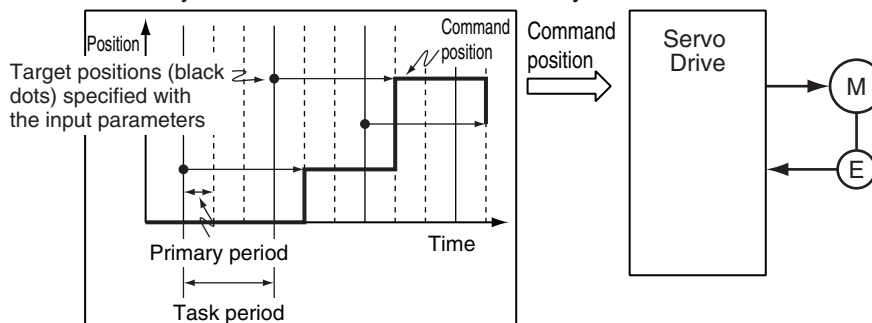 Position
Command
position
Target positions (black
dots) specified with
the input parameters
Primary period
Time
Task period
Command
position
Servo
Drive
M
E